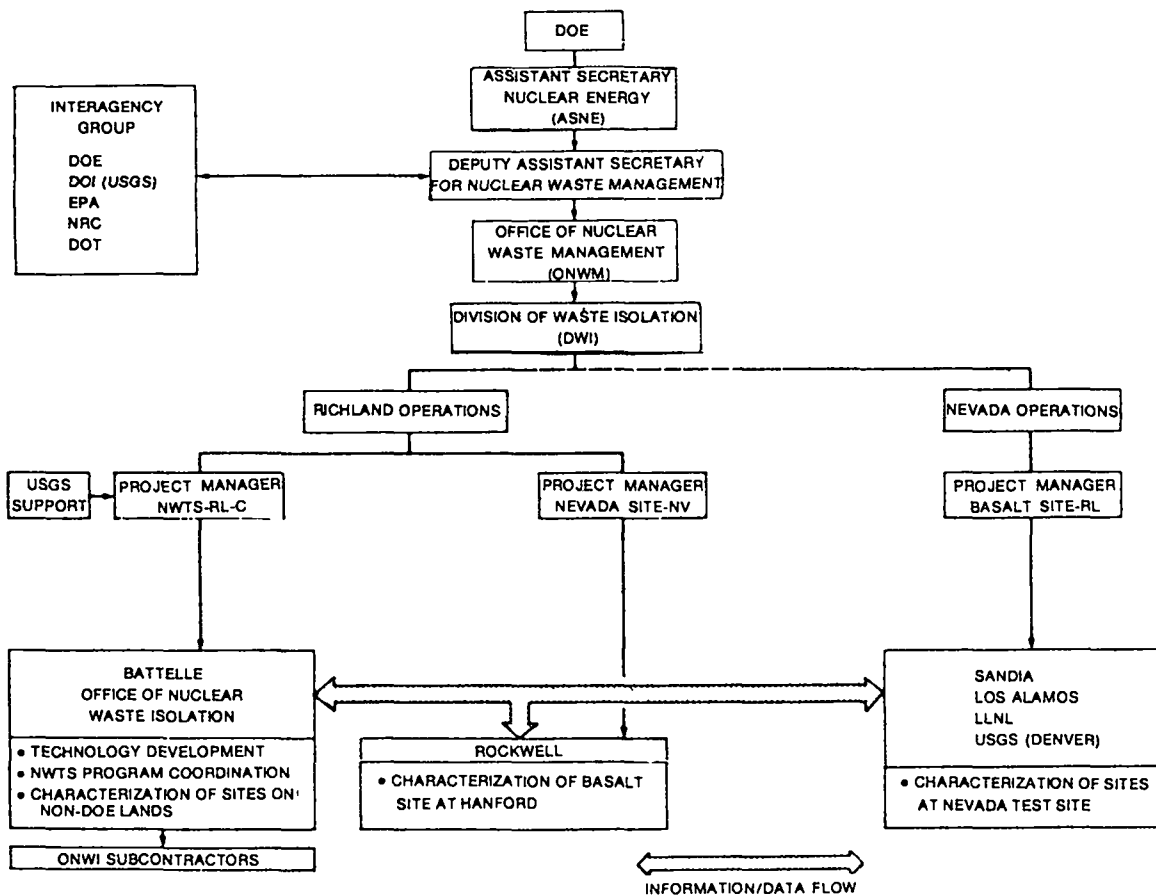 DOE
ASSISTANT SECRETARY
NUCLEAR ENERGY
(ASNE)
INTERAGENCY
GROUP
DOE
DOI (USGS)
EPA
NRC
DOT
DEPUTY ASSISTANT SECRETARY
FOR NUCLEAR WASTE MANAGEMENT
OFFICE OF NUCLEAR
WASTE MANAGEMENT
(ONWM)
DIVISION OF WASTE ISOLATION
(DWI)
RICHLAND OPERATIONS
NEVADA OPERATIONS
USGS
SUPPORT
PROJECT MANAGER
NWTS-RL-C
PROJECT MANAGER
NEVADA SITE-NV
PROJECT MANAGER
BASALT SITE-RL
BATTELLE
OFFICE OF NUCLEAR
WASTE ISOLATION
• TECHNOLOGY DEVELOPMENT
• NWTS PROGRAM COORDINATION
• CHARACTERIZATION OF SITES ON
NON-DOE LANDS
ONWI SUBCONTRACTORS
ROCKWELL
• CHARACTERIZATION OF BASALT
SITE AT HANFORD
SANDIA
LOS ALAMOS
LLNL
USGS (DENVER)
• CHARACTERIZATION OF SITES
AT NEVADA TEST SITE
INFORMATION/DATA FLOW